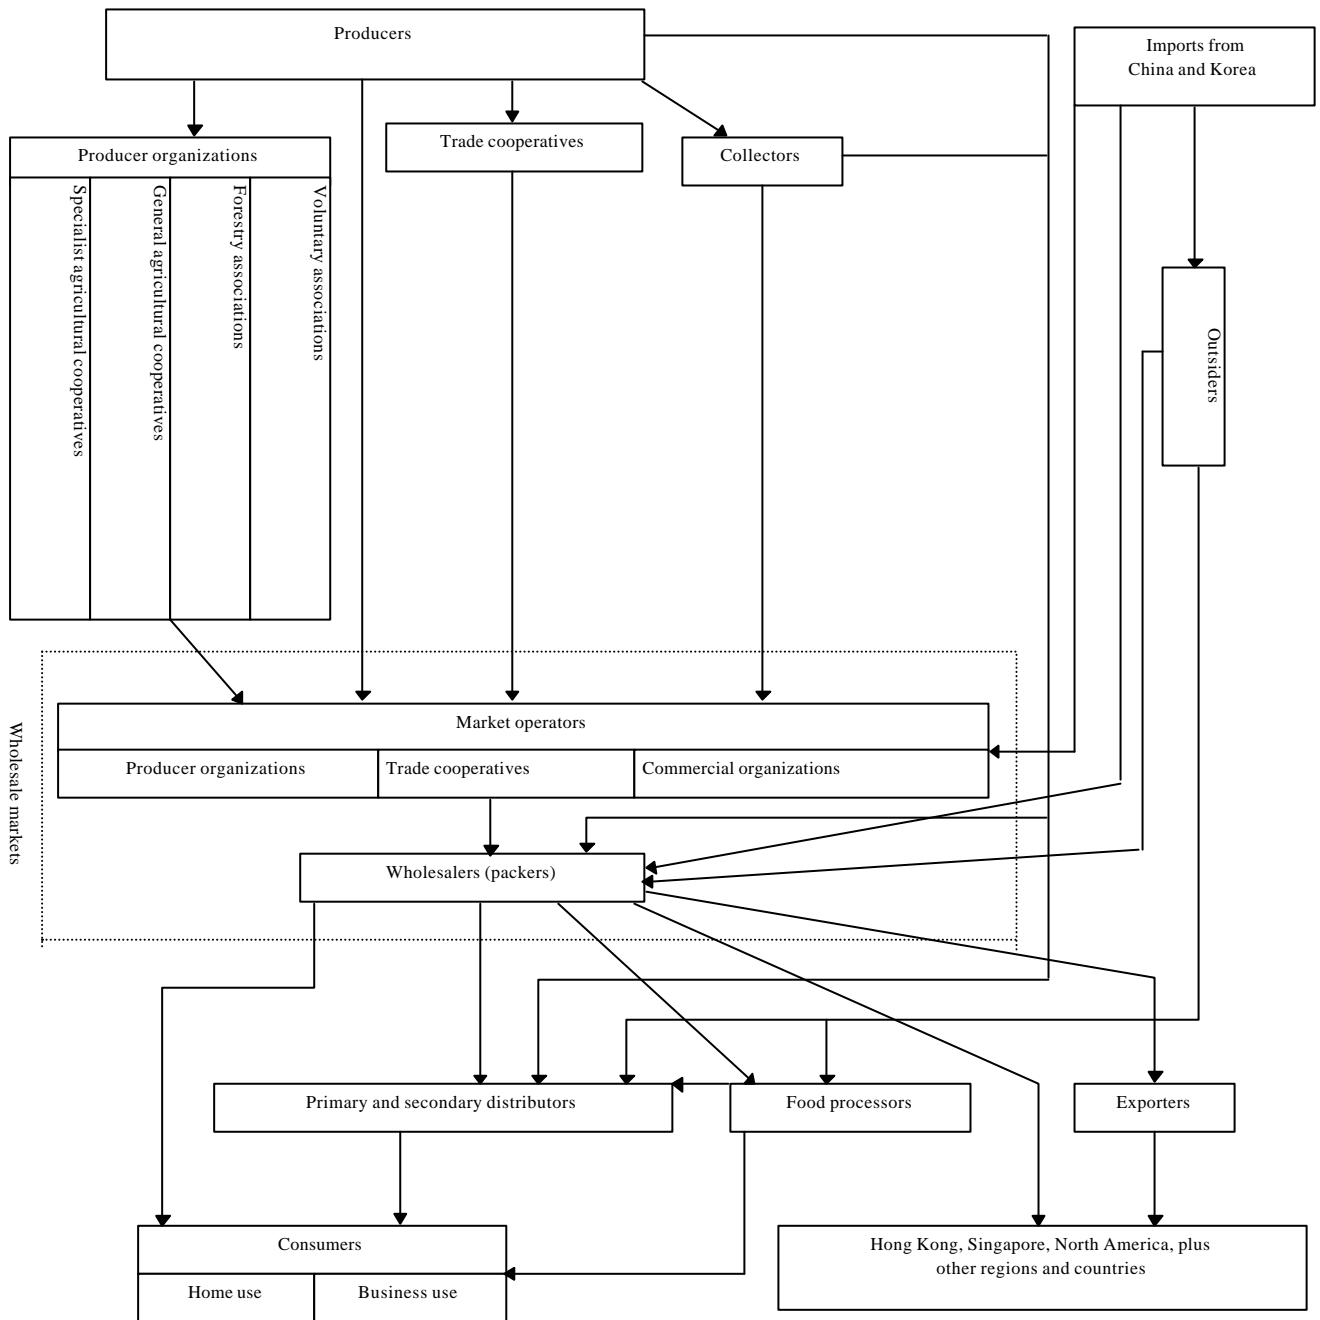 Producers
Imports from
China and Korea
Producer organizations
Trade cooperatives
Collectors
Specialist agricultural cooperatives
General agricultural cooperatives
Forestry associations
Voluntary associations
Outsiders
Wholesale markets
Market operators
Producer organizations
Trade cooperatives
Commercial organizations
Wholesalers (packers)
Primary and secondary distributors
Food processors
Exporters
Consumers
Home use
Business use
Hong Kong, Singapore, North America, plus
other regions and countries